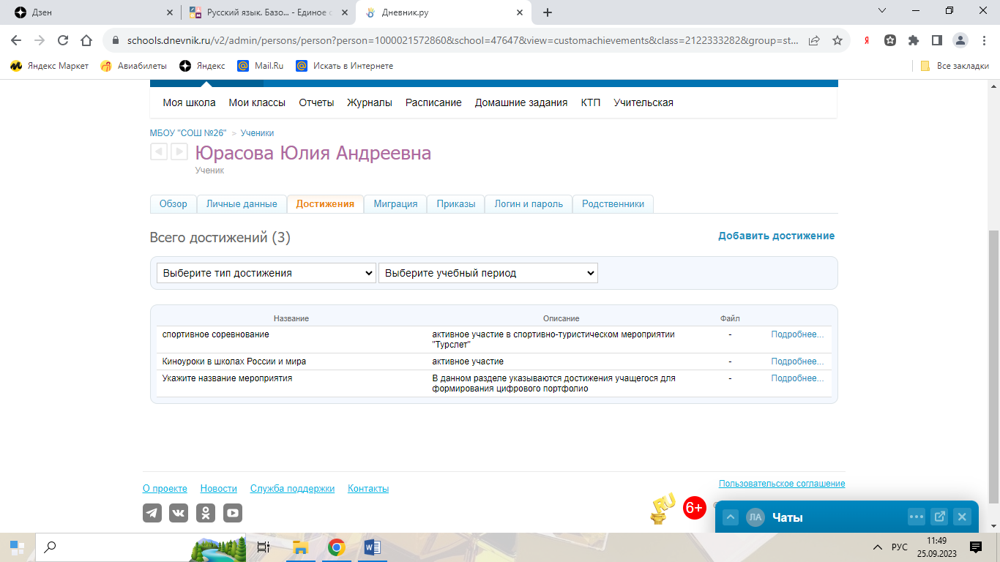 Дзен
Русский язык. Базо... - Единое с
Дневник.ру
schools.dnevnik.ru/v2/admin/persons/person?person=10000021572860&school=47647&view=customachievements&class=2122333282&group=st...
Я
Яндекс Маркет
Авиабилеты
Яндекс
Mail.Ru
Искать в Интернете
Все закладки
Моя школа Мои классы Отчеты Журналы Расписание Домашние задания КТП Учительская
МБОУ "СОШ №26" > Ученики
Юрасова Юлия Андреевна
Ученик
Обзор Личные данные Достижения Миграция Приказы Логин и пароль Родственники
Всего достижений (3)
Добавить достижение
Выберите тип достижения Выберите учебный период
Название Описание Файл
спортивное соревнование активное участие в спортивно-туристическом мероприятии - Подробнее...
"Турслет"
Киноуроки в школах России и мира активное участие - Подробнее...
Укажите название мероприятия В данном разделе указываются достижения учащегося для - Подробнее...
формирования цифрового портфолио
О проекте Новости Служба поддержки Контакты
Пользовательское соглашение
RU
6+
ЛА Чаты
РУС
11:49
25.09.2023